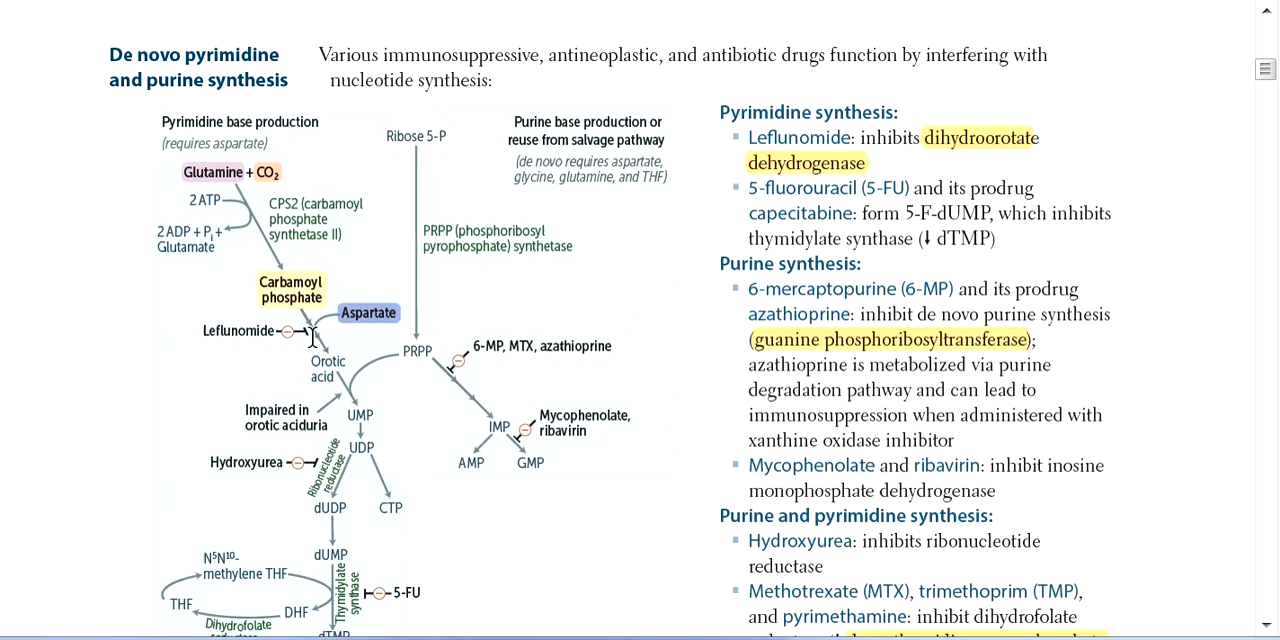 De novo pyrimidine
and purine synthesis
Various immunosuppressive, antineoplastic, and antibiotic drugs function by interfering with
nucleotide synthesis:
Pyrimidine base production
(requires aspartate)
Glutamine + CO₂
2 ATP
2 ADP + Pᵢ +
Glutamate
CPS2 (carbamoyl
phosphate
synthetase II)
Carbamoyl
phosphate
Aspartate
Leflunomide
Orotic
acid
Impaired in
orotic aciduria
UMP
UDP
Hydroxyurea
Ribonucleotide
reductase
dUDP
CTP
dUMP
N⁵N¹⁰-
methylene THF
THF
DHF
Dihydrofolate
Thymidylate
synthase
5-FU
dTMP
Ribose 5-P
PRPP (phosphoribosyl
pyrophosphate) synthetase
PRPP
Purine base production or
reuse from salvage pathway
(de novo requires aspartate,
glycine, glutamine, and THF)
6-MP, MTX, azathioprine
IMP
Mycophenolate,
ribavirin
AMP
GMP
Pyrimidine synthesis:
Leflunomide: inhibits dihydroorotate
dehydrogenase
5-fluorouracil (5-FU) and its prodrug
capecitabine: form 5-F-dUMP, which inhibits
thymidylate synthase (↓ dTMP)
Purine synthesis:
6-mercaptopurine (6-MP) and its prodrug
azathioprine: inhibit de novo purine synthesis
(guanine phosphoribosyltransferase);
azathioprine is metabolized via purine
degradation pathway and can lead to
immunosuppression when administered with
xanthine oxidase inhibitor
Mycophenolate and ribavirin: inhibit inosine
monophosphate dehydrogenase
Purine and pyrimidine synthesis:
Hydroxyurea: inhibits ribonucleotide
reductase
Methotrexate (MTX), trimethoprim (TMP),
and pyrimethamine: inhibit dihydrofolate